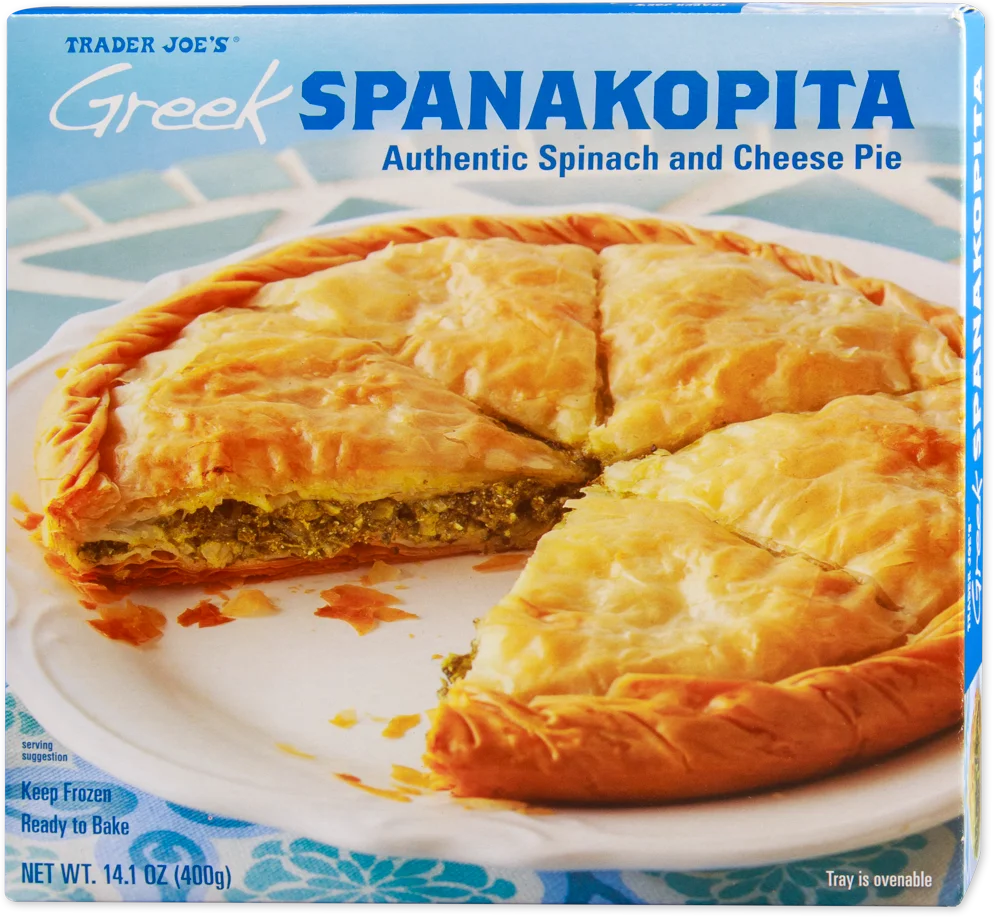 TRADER JOE'S®
Greek SPANAKOPITA
Authentic Spinach and Cheese Pie
serving
suggestion
Keep Frozen
Ready to Bake
NET WT. 14.1 OZ (400g)
Tray is ovenable
TRADER JOE'S®
Greek SPANAKOPITA